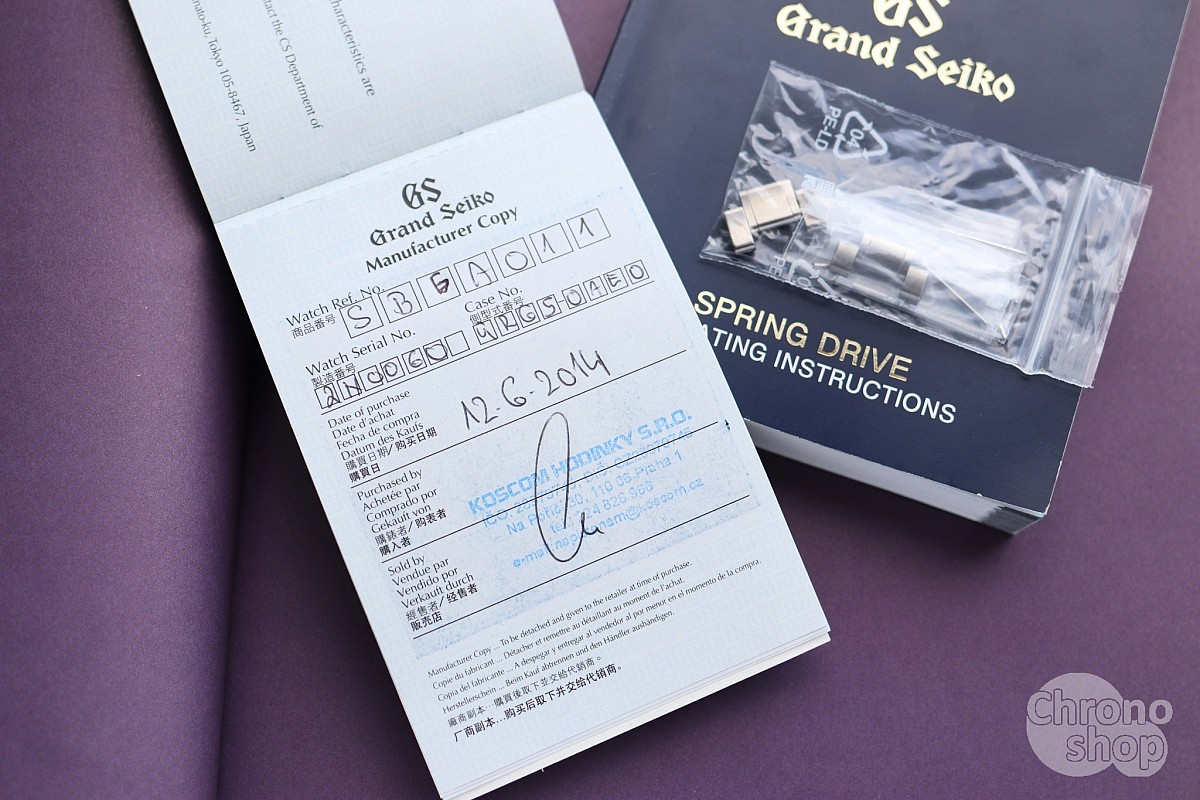 characteristics are
the CS Department of
Tokyo 105-8467, Japan
GS
Grand Seiko
Manufacturer Copy
Watch Ref. No.
商品番号
SBGA011
Watch Serial No.
製造番号
2N0060
Case No.
側型式番号
9R65-0AE0
Date of purchase
Date d'achat
Fecha de compra
Datum des Kaufs
購買日期/购买日期
購買日
12-6-2014
Purchased by
Achetée par
Comprado por
Gekauft von
購錶者/购表者
購入者
KOSCOM HODINKY S.R.O.
Na Poříčí 110 00 Praha 1
@koscom.cz
Sold by
Vendue par
Vendido por
Verkauft durch
經售者/经售者
販売店
Manufacturer Copy ... To be detached and given to the retailer at time of purchase.
Copie du fabricant ... Détacher et remettre au détaillant au moment de l'achat.
Copia del fabricante ... A despegar y entregar al vendedor al por menor en el momento de la compra.
Herstellerschein ... Beim Kauf abtrennen und den Händler aushändigen.
廠商副本…購買後取下並交給代銷商。
厂商副本…购买后取下并交给代销商。
GS
Grand Seiko
04
PE-LD
SPRING DRIVE
ATING INSTRUCTIONS
Chrono
shop